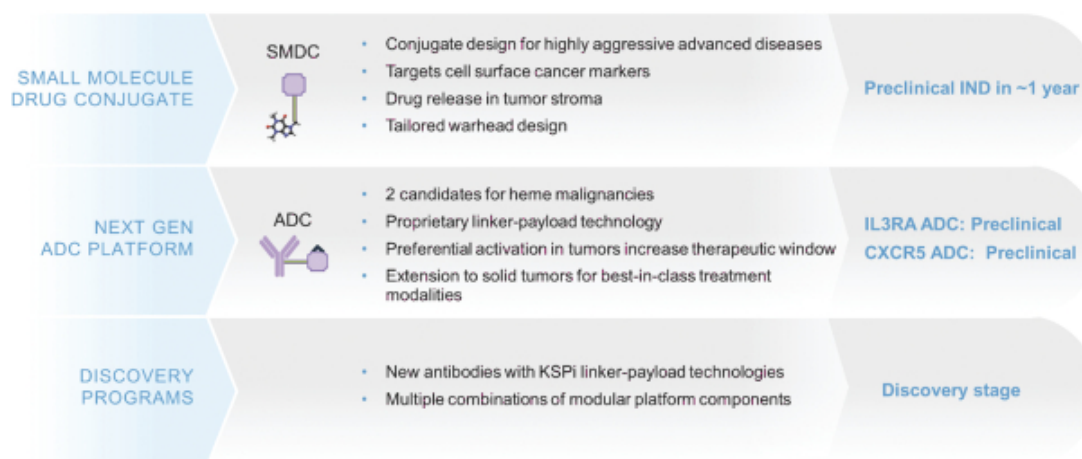 SMALL MOLECULE
DRUG CONJUGATE
SMDC
• Conjugate design for highly aggressive advanced diseases
• Targets cell surface cancer markers
• Drug release in tumor stroma
• Tailored warhead design
Preclinical IND in ~1 year
NEXT GEN
ADC PLATFORM
ADC
• 2 candidates for heme malignancies
• Proprietary linker-payload technology
• Preferential activation in tumors increase therapeutic window
• Extension to solid tumors for best-in-class treatment
modalities
IL3RA ADC: Preclinical
CXCR5 ADC: Preclinical
DISCOVERY
PROGRAMS
• New antibodies with KSPi linker-payload technologies
• Multiple combinations of modular platform components
Discovery stage